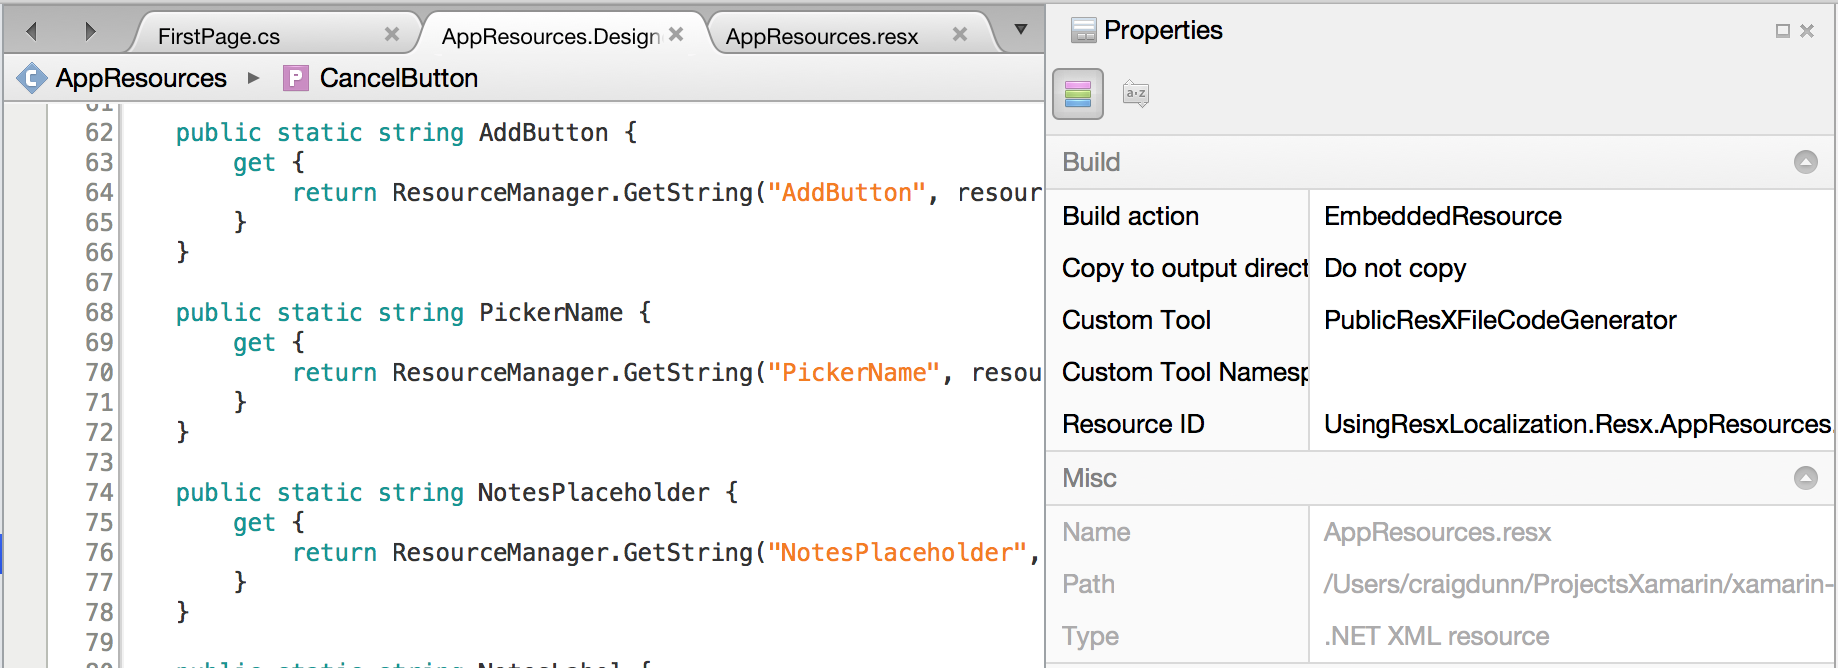 FirstPage.cs
AppResources.Design
AppResources.resx
AppResources
P CancelButton
61
62 public static string AddButton {
63 get {
64 return ResourceManager.GetString("AddButton", resour
65 }
66 }
67
68 public static string PickerName {
69 get {
70 return ResourceManager.GetString("PickerName", resou
71 }
72 }
73
74 public static string NotesPlaceholder {
75 get {
76 return ResourceManager.GetString("NotesPlaceholder",
77 }
78 }
79
80 public static string NotesLabel {
Properties
a-z
Build
Build action EmbeddedResource
Copy to output direct Do not copy
Custom Tool PublicResXFileCodeGenerator
Custom Tool Namesp
Resource ID UsingResxLocalization.Resx.AppResources.
Misc
Name AppResources.resx
Path /Users/craigdunn/ProjectsXamarin/xamarin-
Type .NET XML resource